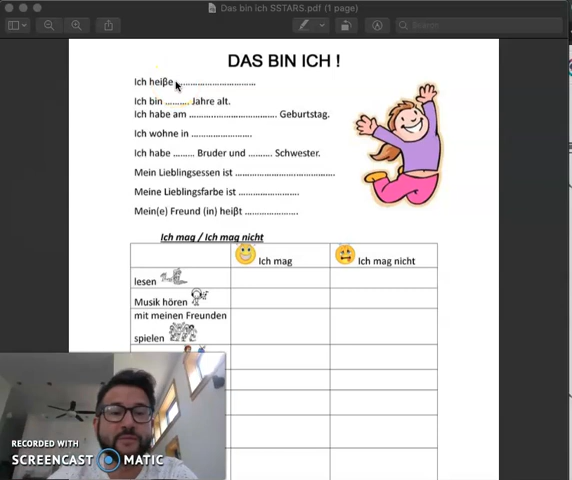 Das bin ich SSTARS.pdf (1 page)
Search
DAS BIN ICH !
Ich heiße ................................
Ich bin ......... Jahre alt.
Ich habe am ................................. Geburtstag.
Ich wohne in .........................
Ich habe ........ Bruder und ......... Schwester.
Mein Lieblingsessen ist .....................................
Meine Lieblingsfarbe ist .......................
Mein(e) Freund (in) heiβt .....................
Ich mag / Ich mag nicht
Ich mag
Ich mag nicht
lesen
Musik hören
mit meinen Freunden
spielen
RECORDED WITH
SCREENCAST MATIC